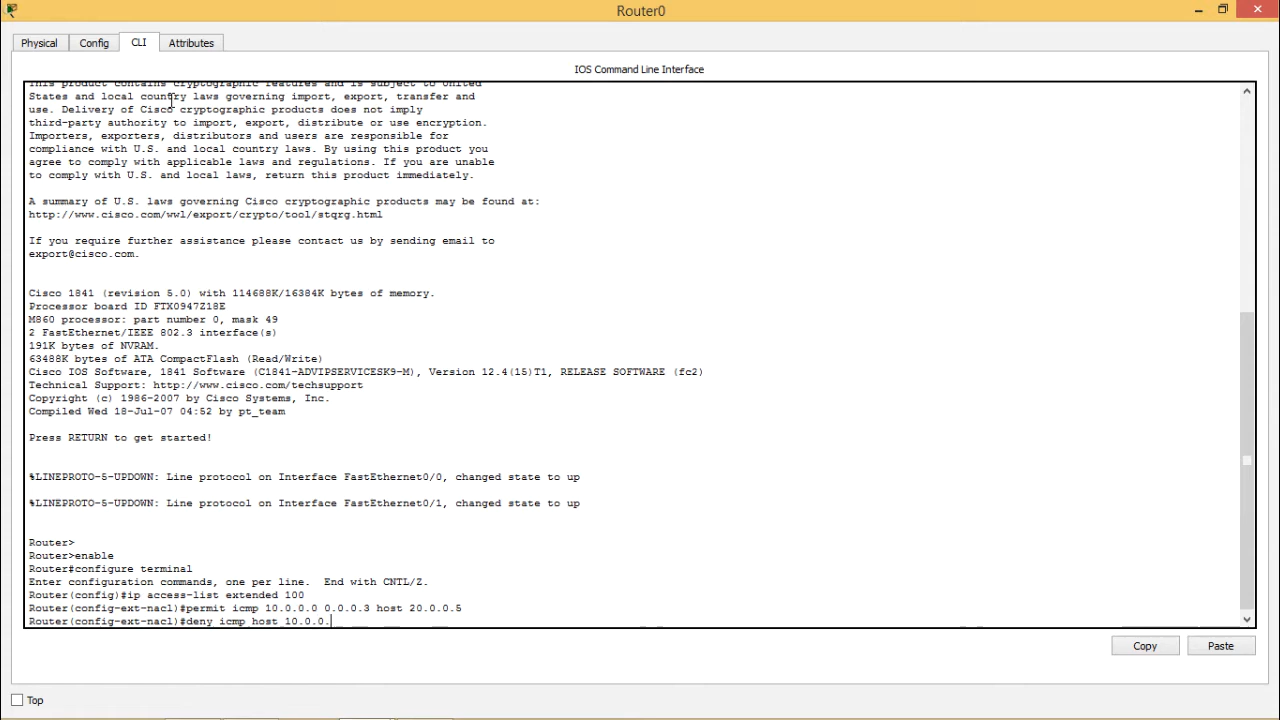 Router0
Physical
Config
CLI
Attributes
IOS Command Line Interface
This product contains cryptographic features and is subject to United
States and local country laws governing import, export, transfer and
use. Delivery of Cisco cryptographic products does not imply
third-party authority to import, export, distribute or use encryption.
Importers, exporters, distributors and users are responsible for
compliance with U.S. and local country laws. By using this product you
agree to comply with applicable laws and regulations. If you are unable
to comply with U.S. and local laws, return this product immediately.
A summary of U.S. laws governing Cisco cryptographic products may be found at:
http://www.cisco.com/wwl/export/crypto/tool/stqrg.html
If you require further assistance please contact us by sending email to
export@cisco.com.
Cisco 1841 (revision 5.0) with 114688K/16384K bytes of memory.
Processor board ID FTX0947Z18E
M860 processor: part number 0, mask 49
2 FastEthernet/IEEE 802.3 interface(s)
191K bytes of NVRAM.
63488K bytes of ATA CompactFlash (Read/Write)
Cisco IOS Software, 1841 Software (C1841-ADVIPSERVICESK9-M), Version 12.4(15)T1, RELEASE SOFTWARE (fc2)
Technical Support: http://www.cisco.com/techsupport
Copyright (c) 1986-2007 by Cisco Systems, Inc.
Compiled Wed 18-Jul-07 04:52 by pt_team
Press RETURN to get started!
%LINEPROTO-5-UPDOWN: Line protocol on Interface FastEthernet0/0, changed state to up
%LINEPROTO-5-UPDOWN: Line protocol on Interface FastEthernet0/1, changed state to up
Router>
Router>enable
Router#configure terminal
Enter configuration commands, one per line.  End with CNTL/Z.
Router(config)#ip access-list extended 100
Router(config-ext-nacl)#permit icmp 10.0.0.0 0.0.0.3 host 20.0.0.5
Router(config-ext-nacl)#deny icmp host 10.0.0.
Copy
Paste
Top